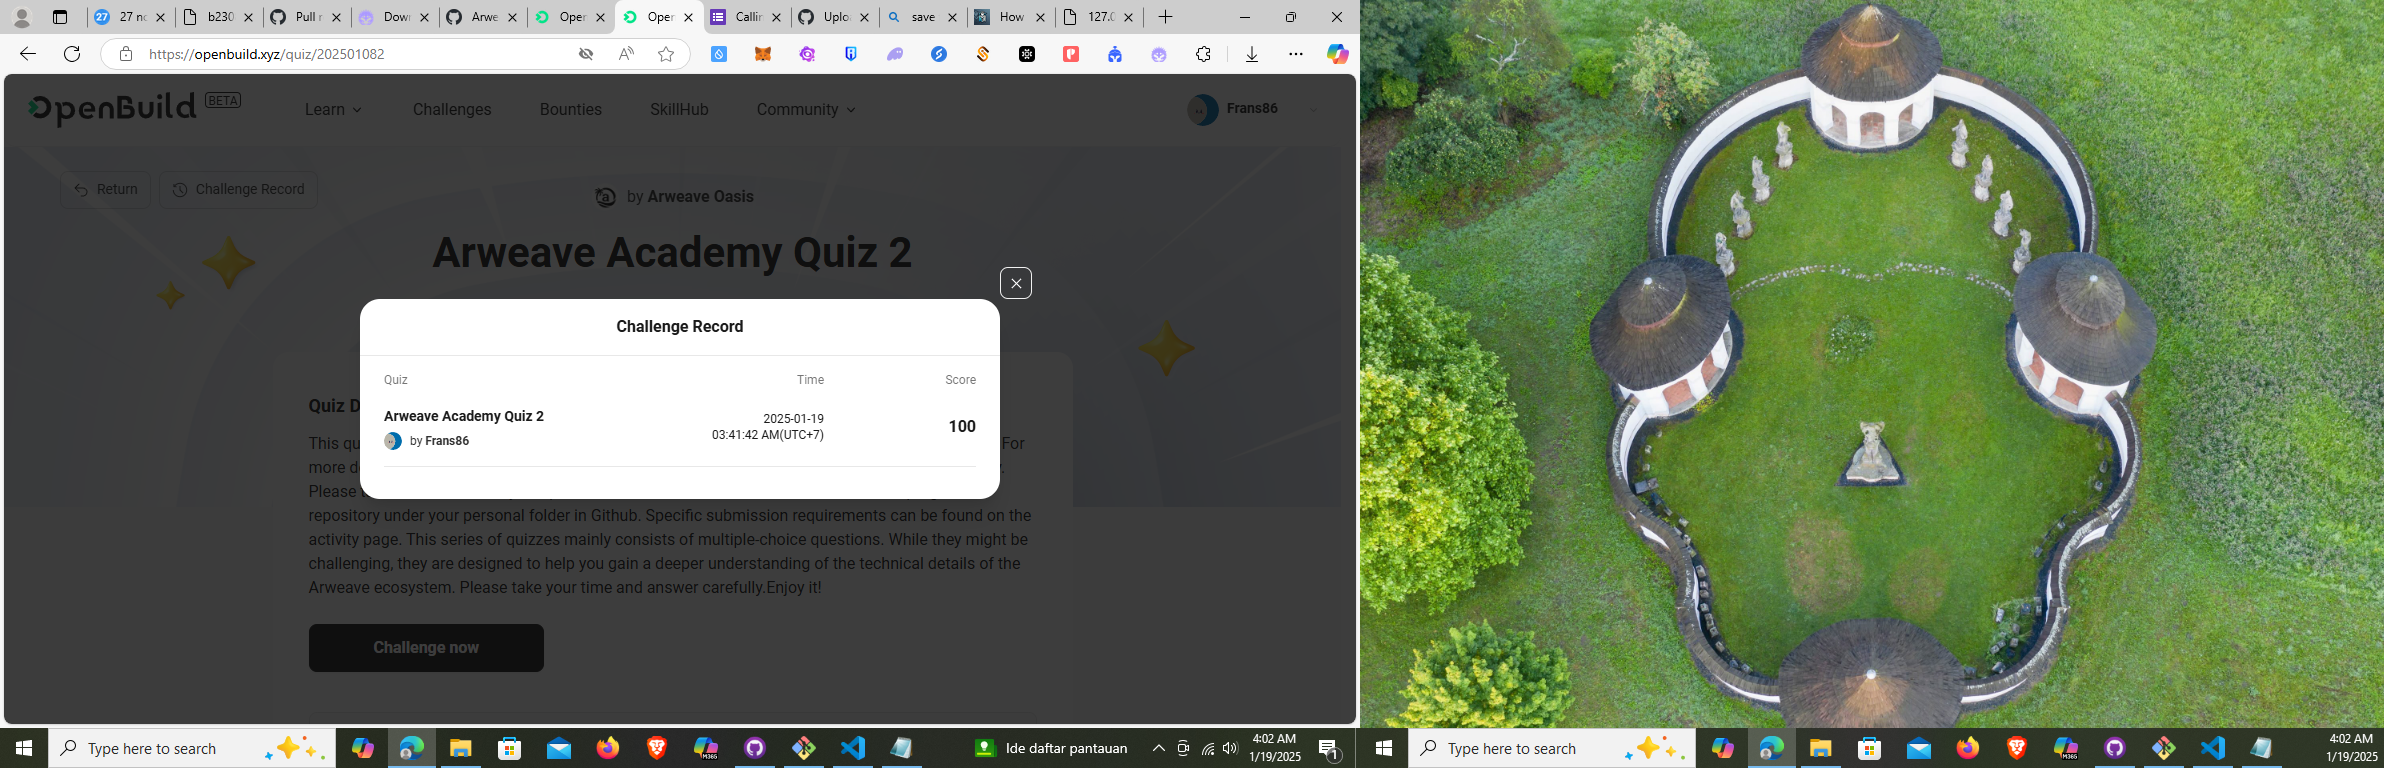 27 nc
b230
Pull r
Dowr
Arwe
Oper
Oper
Callin
Uploa
save
How
127.0
https://openbuild.xyz/quiz/202501082
OpenBuild BETA
Learn
Challenges
Bounties
SkillHub
Community
Frans86
Return
Challenge Record
by Arweave Oasis
Arweave Academy Quiz 2
Challenge Record
Quiz
Time
Score
Arweave Academy Quiz 2
by Frans86
2025-01-19
03:41:42 AM(UTC+7)
100
Quiz D
This qu
For
more d
Please
repository under your personal folder in Github. Specific submission requirements can be found on the
activity page. This series of quizzes mainly consists of multiple-choice questions. While they might be
challenging, they are designed to help you gain a deeper understanding of the technical details of the
Arweave ecosystem. Please take your time and answer carefully.Enjoy it!
Challenge now
Type here to search
Ide daftar pantauan
4:02 AM
1/19/2025
1
Type here to search
4:02 AM
1/19/2025